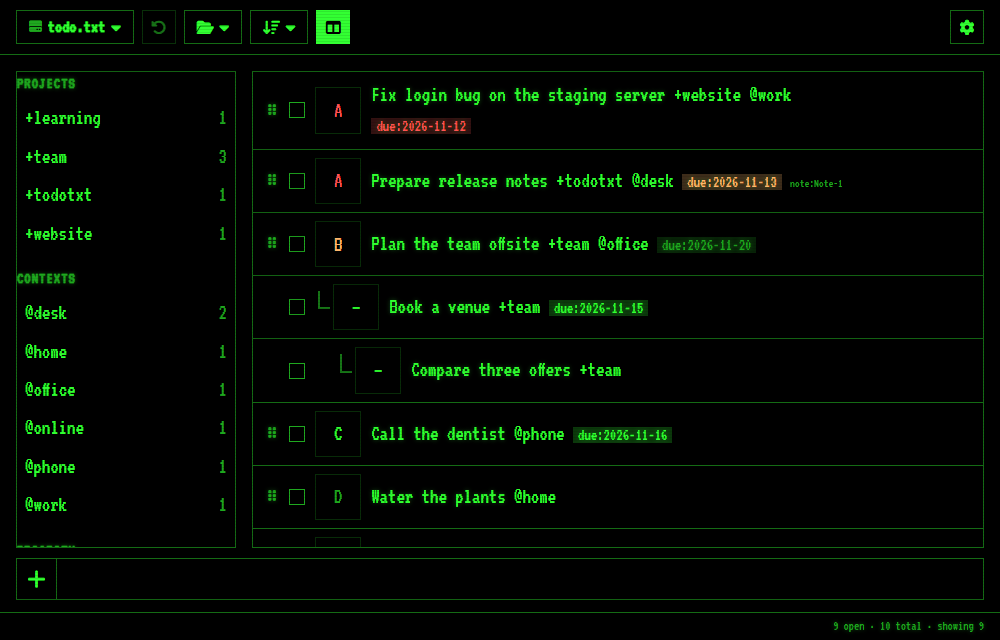 todo.txt
PROJECTS
+learning 1
+team 3
+todotxt 1
+website 1
CONTEXTS
@desk 2
@home 1
@office 1
@online 1
@phone 1
@work 1
A Fix login bug on the staging server +website @work
due:2026-11-12
A Prepare release notes +todotxt @desk due:2026-11-13 note:Note-1
B Plan the team offsite +team @office due:2026-11-20
– Book a venue +team due:2026-11-15
– Compare three offers +team
C Call the dentist @phone due:2026-11-16
D Water the plants @home
9 open · 10 total · showing 9